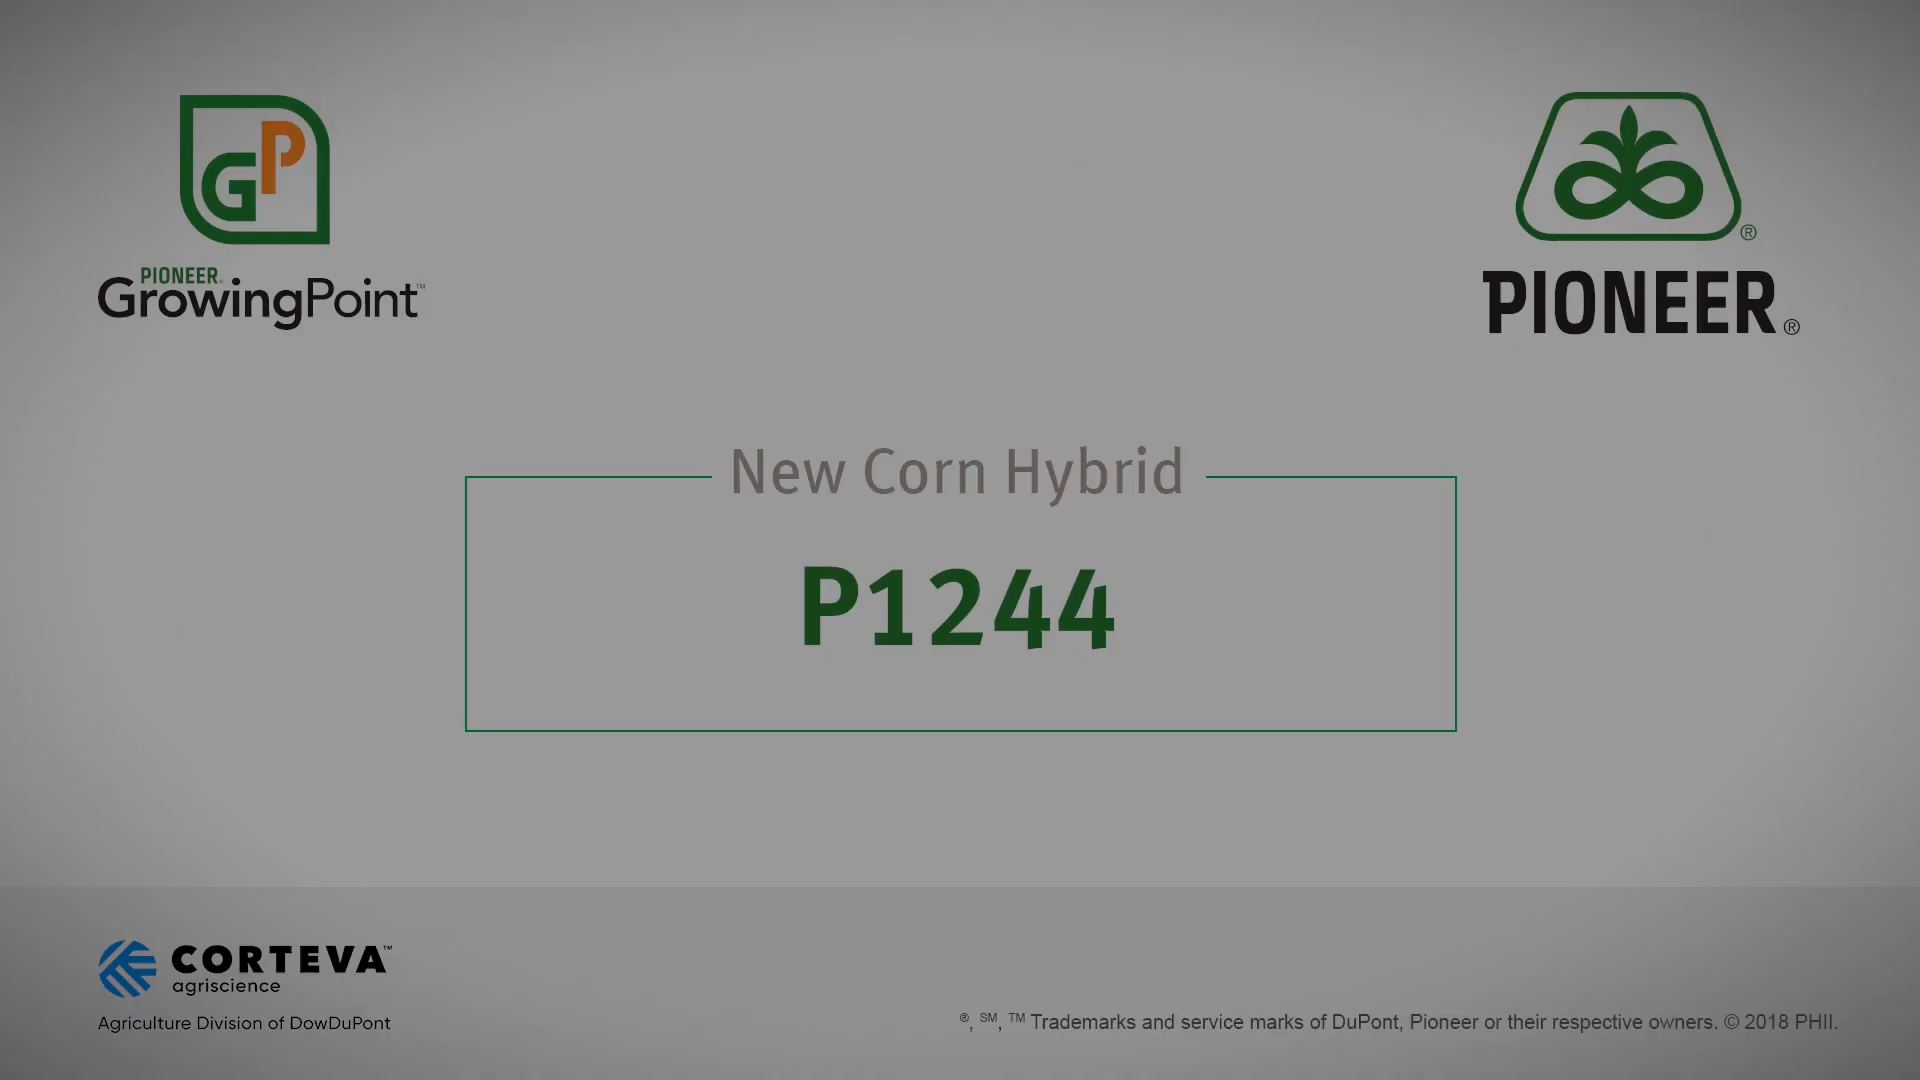 GP
PIONEER®
GrowingPoint™
®
PIONEER®
New Corn Hybrid
P1244
CORTEVA™
agriscience
Agriculture Division of DowDuPont
®, SM, TM Trademarks and service marks of DuPont, Pioneer or their respective owners. © 2018 PHII.